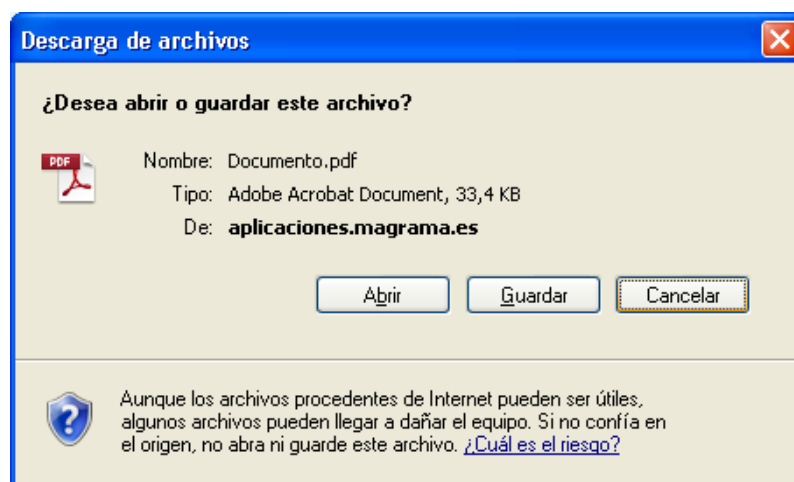 Descarga de archivos
¿Desea abrir o guardar este archivo?
PDF
Nombre: Documento.pdf
Tipo: Adobe Acrobat Document, 33,4 KB
De: aplicaciones.magrama.es
Abrir Guardar Cancelar
Aunque los archivos procedentes de Internet pueden ser útiles,
algunos archivos pueden llegar a dañar el equipo. Si no confía en
el origen, no abra ni guarde este archivo. ¿Cuál es el riesgo?